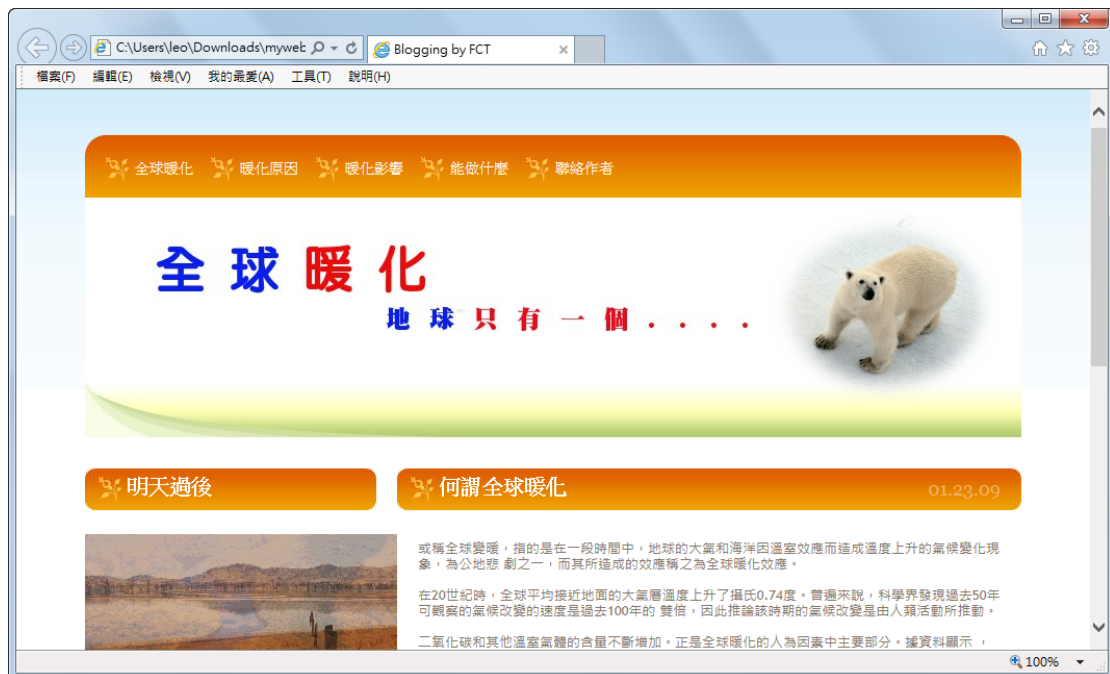 C:\Users\leo\Downloads\myweb
Blogging by FCT
檔案(F) 編輯(E) 檢視(V) 我的最愛(A) 工具(T) 說明(H)
全球暖化 暖化原因 暖化影響 能做什麼 聯絡作者
全球暖化
地球只有一個....
明天過後
何謂全球暖化 01.23.09
或稱全球變暖，指的是在一段時間中，地球的大氣和海洋因溫室效應而造成溫度上升的氣候變化現
象，為公地悲 劇之一，而其所造成的效應稱之為全球暖化效應。
在20世紀時，全球平均接近地面的大氣層溫度上升了攝氏0.74度。普遍來說，科學界發現過去50年
可觀察的氣候改變的速度是過去100年的 雙倍，因此推論該時期的氣候改變是由人類活動所推動。
二氧化碳和其他溫室氣體的含量不斷增加。正是全球暖化的人為因素中主要部分。據資料顯示 ，
100%